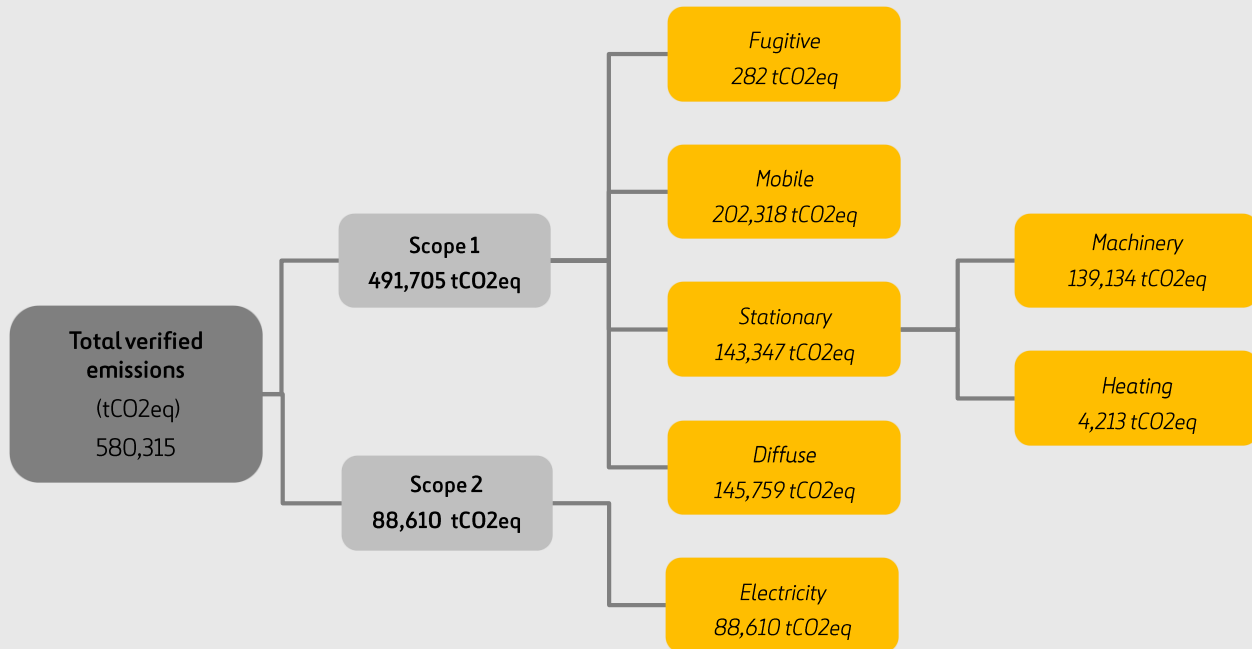 Total verified
emissions
(tCO2eq)
580,315
Scope 1
491,705 tCO2eq
Scope 2
88,610 tCO2eq
Fugitive
282 tCO2eq
Mobile
202,318 tCO2eq
Stationary
143,347 tCO2eq
Diffuse
145,759 tCO2eq
Electricity
88,610 tCO2eq
Machinery
139,134 tCO2eq
Heating
4,213 tCO2eq